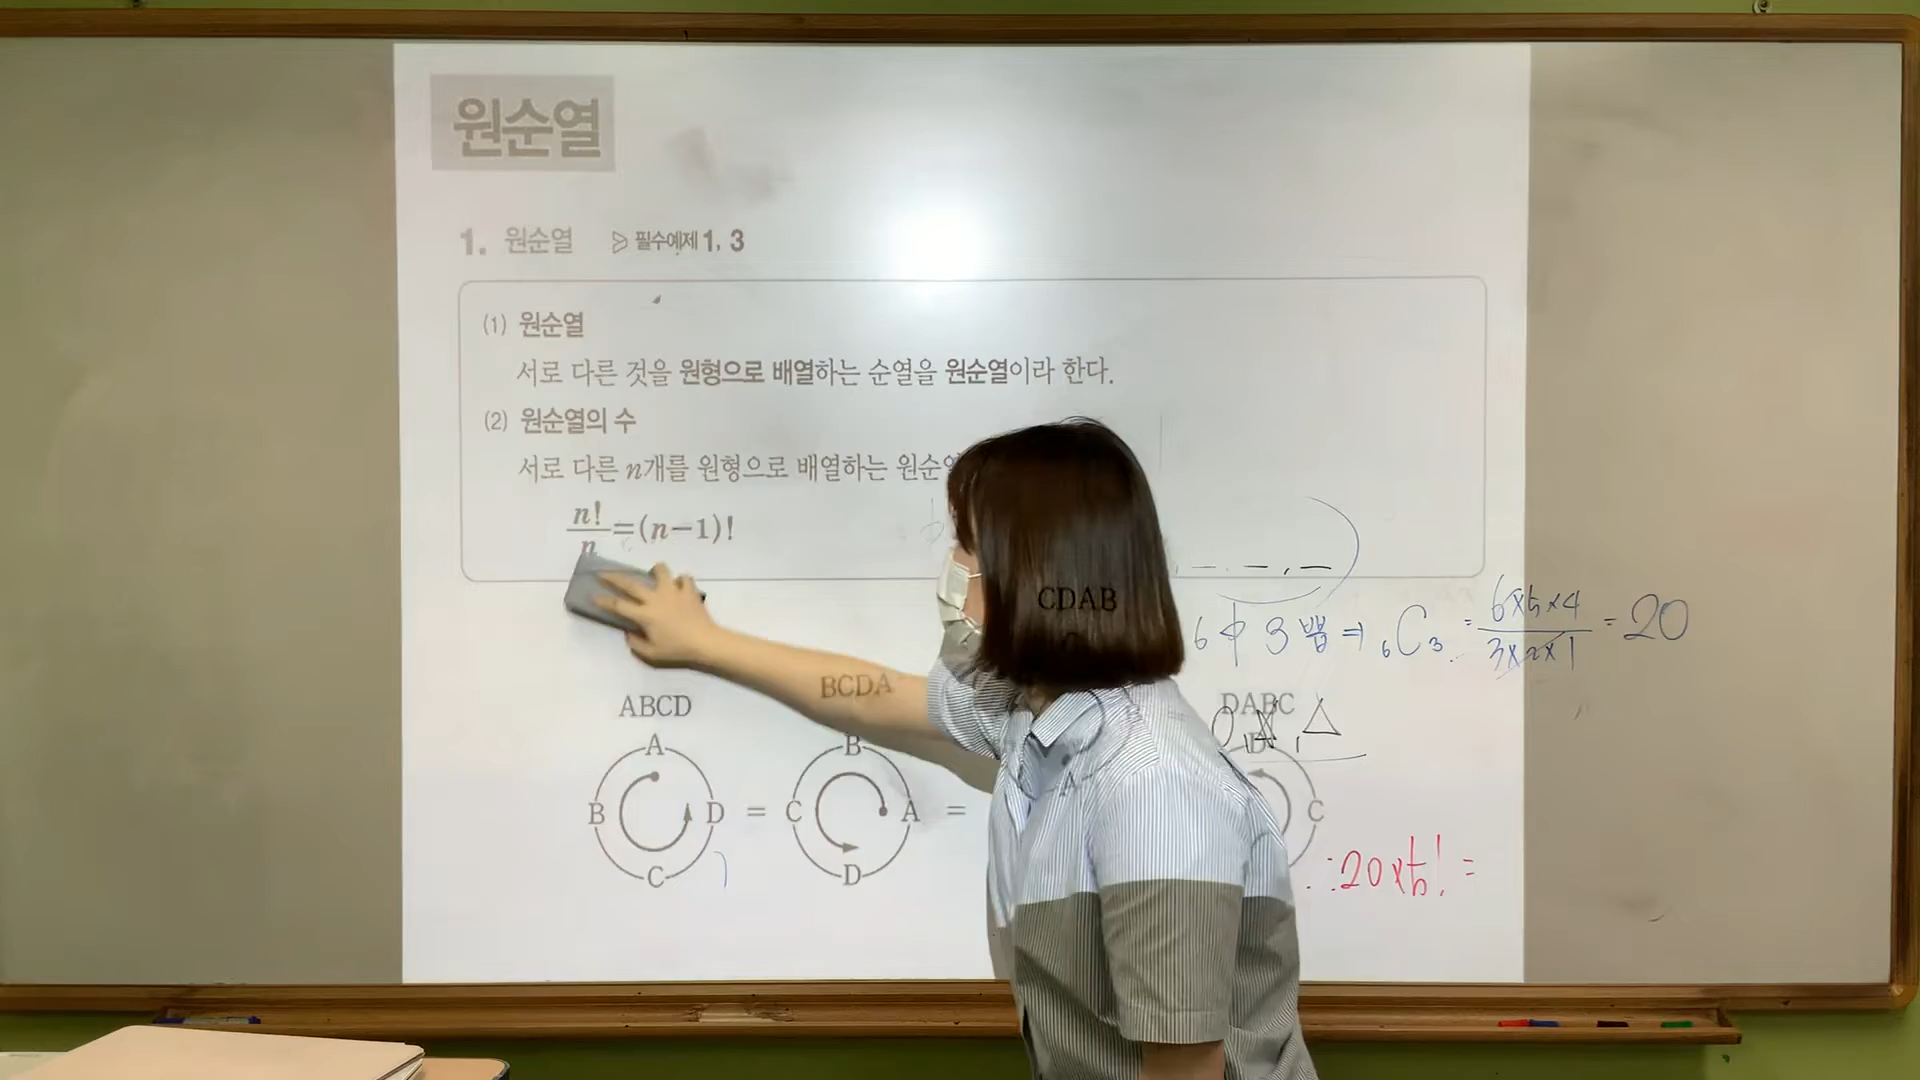 원순열
1. 원순열 ▷ 필수예제 1, 3
(1) 원순열
서로 다른 것을 원형으로 배열하는 순열을 원순열이라 한다.
(2) 원순열의 수
서로 다른 n개를 원형으로 배열하는 원순
n!/n=(n-1)!
6中 3뽑 ⇒ ₆C₃ = 6×5×4/3×2×1 = 20
ABCD
BCDA
CDAB
DABC
A
B D
C
=
B
C A
D
=
A
C
∴ 20×5! =